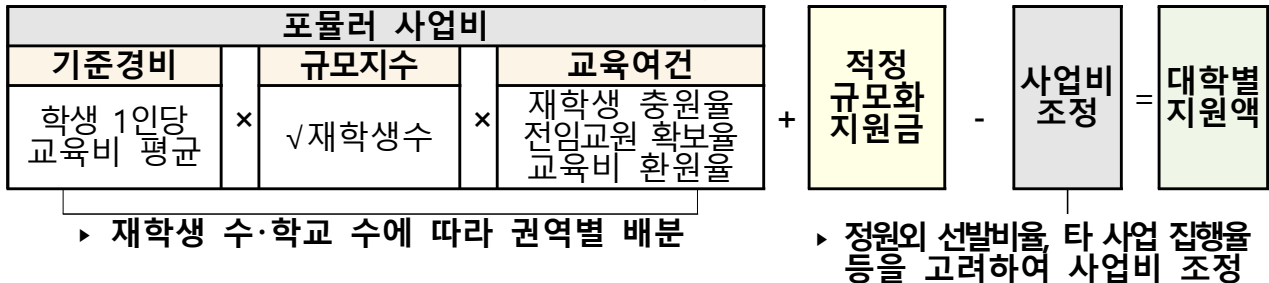 포뮬러 사업비
기준경비 규모지수 교육여건
학생 1인당
교육비 평균
×
√재학생수
×
재학생 충원율
전임교원 확보율
교육비 환원율
+
적정
규모화
지원금
-
사업비
조정
=
대학별
지원액
▸ 재학생 수·학교 수에 따라 권역별 배분
▸ 정원외 선발비율, 타 사업 집행율
등을 고려하여 사업비 조정